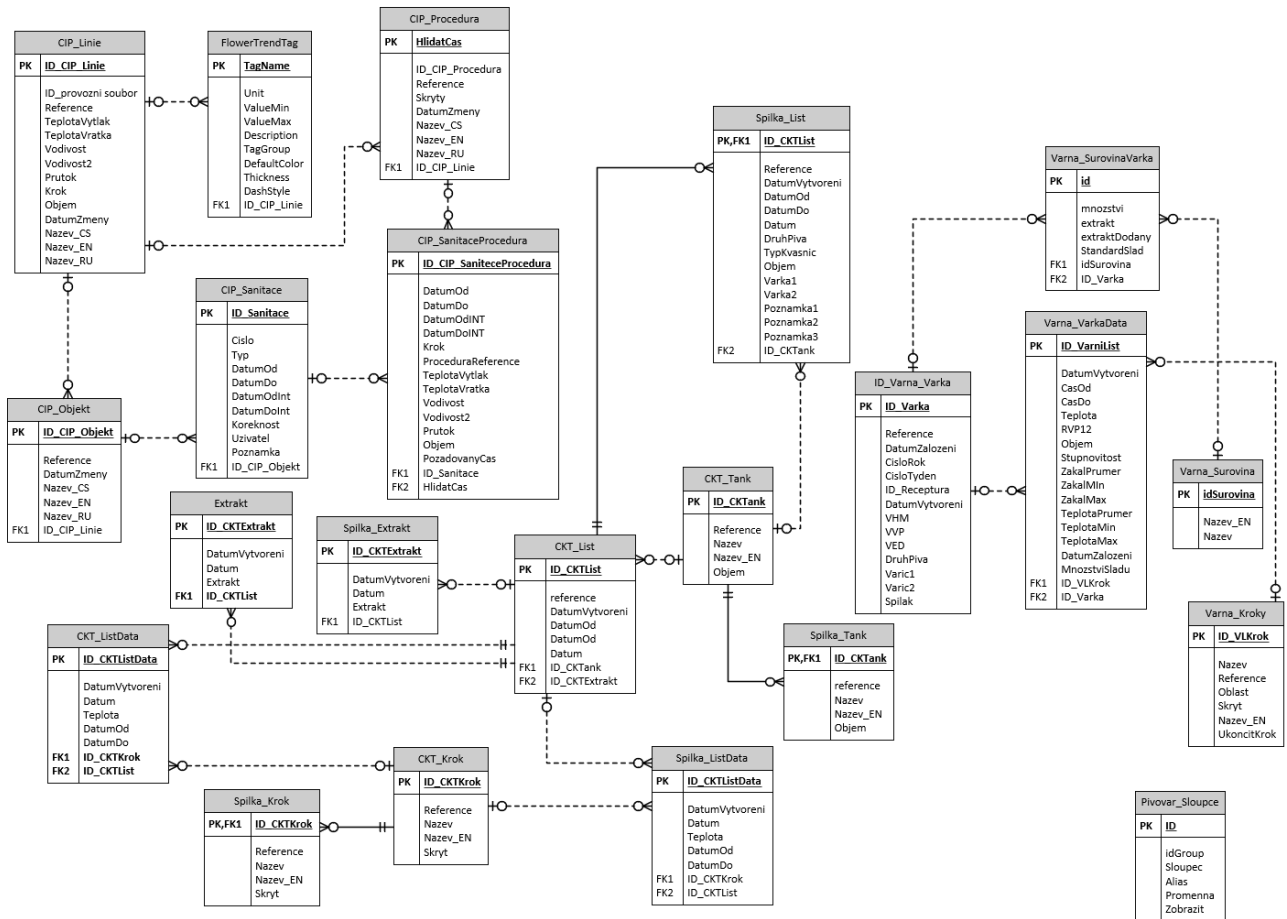 CIP_Linie
PK ID_CIP_Linie
ID_provozni soubor
Reference
TeplotaVytlak
TeplotaVratka
Vodivost
Vodivost2
Prutok
Krok
Objem
DatumZmeny
Nazev_CS
Nazev_EN
Nazev_RU
FlowerTrendTag
PK TagName
Unit
ValueMin
ValueMax
Description
TagGroup
DefaultColor
Thickness
DashStyle
FK1 ID_CIP_Linie
CIP_Procedura
PK HlidatCas
ID_CIP_Procedura
Reference
Skryty
DatumZmeny
Nazev_CS
Nazev_EN
Nazev_RU
FK1 ID_CIP_Linie
CIP_SanitaceProcedura
PK ID_CIP_SaniteceProcedura
DatumOd
DatumDo
DatumOdINT
DatumDoINT
Krok
ProceduraReference
TeplotaVytlak
TeplotaVratka
Vodivost
Vodivost2
Prutok
Objem
PozadovanyCas
FK1 ID_Sanitace
FK2 HlidatCas
CIP_Sanitace
PK ID_Sanitace
Cislo
Typ
DatumOd
DatumDo
DatumOdInt
DatumDoInt
Koreknost
Uzivatel
Poznamka
FK1 ID_CIP_Objekt
CIP_Objekt
PK ID_CIP_Objekt
Reference
DatumZmeny
Nazev_CS
Nazev_EN
Nazev_RU
FK1 ID_CIP_Linie
Spilka_List
PK,FK1 ID_CKTList
Reference
DatumVytvoreni
DatumOd
DatumDo
Datum
DruhPiva
TypKvasnic
Objem
Varka1
Varka2
Poznamka1
Poznamka2
Poznamka3
FK2 ID_CKTank
Varna_SurovinaVarka
PK id
mnozstvi
extrakt
extraktDodany
StandardSlad
FK1 idSurovina
FK2 ID_Varka
Varna_VarkaData
PK ID_VarniList
DatumVytvoreni
CasOd
CasDo
Teplota
RVP12
Objem
Stupnovitost
ZakalPrumer
ZakalMIn
ZakalMax
TeplotaPrumer
TeplotaMin
TeplotaMax
DatumZalozeni
MnozstviSladu
FK1 ID_VLKrok
FK2 ID_Varka
ID_Varna_Varka
PK ID_Varka
Reference
DatumZalozeni
CisloRok
CisloTyden
ID_Receptura
DatumVytvoreni
VHM
VVP
VED
DruhPiva
Varic1
Varic2
Spilak
Varna_Surovina
PK idSurovina
Nazev_EN
Nazev
Varna_Kroky
PK ID_VLKrok
Nazev
Reference
Oblast
Skryt
Nazev_EN
UkoncitKrok
Extrakt
PK ID_CKTExtrakt
DatumVytvoreni
Datum
Extrakt
FK1 ID_CKTList
Spilka_Extrakt
PK ID_CKTExtrakt
DatumVytvoreni
Datum
Extrakt
FK1 ID_CKTList
CKT_List
PK ID_CKTList
reference
DatumVytvoreni
DatumOd
DatumOd
Datum
FK1 ID_CKTank
FK2 ID_CKTExtrakt
CKT_Tank
PK ID_CKTank
Reference
Nazev
Nazev_EN
Objem
Spilka_Tank
PK,FK1 ID_CKTank
reference
Nazev
Nazev_EN
Objem
CKT_ListData
PK ID_CKTListData
DatumVytvoreni
Datum
Teplota
DatumOd
DatumDo
FK1 ID_CKTKrok
FK2 ID_CKTList
CKT_Krok
PK ID_CKTKrok
Reference
Nazev
Nazev_EN
Skryt
Spilka_Krok
PK,FK1 ID_CKTKrok
Reference
Nazev
Nazev_EN
Skryt
Spilka_ListData
PK ID_CKTListData
DatumVytvoreni
Datum
Teplota
DatumOd
DatumDo
FK1 ID_CKTKrok
FK2 ID_CKTList
Pivovar_Sloupce
PK ID
idGroup
Sloupec
Alias
Promenna
Zobrazit